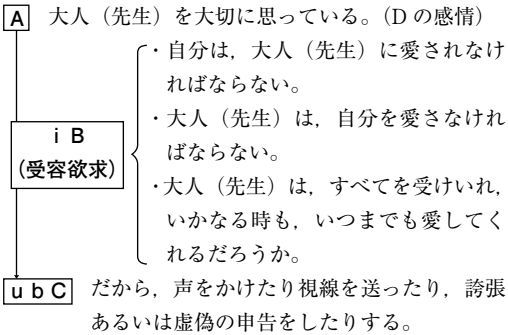 A 大人（先生）を大切に思っている。（Dの感情）
・自分は，大人（先生）に愛されなけ
ればならない。
・大人（先生）は，自分を愛さなけれ
ばならない。
i B
(受容欲求)
・大人（先生）は，すべてを受けいれ，
いかなる時も，いつまでも愛してく
れるだろうか。
u b C だから，声をかけたり視線を送ったり，誇張
あるいは虚偽の申告をしたりする。